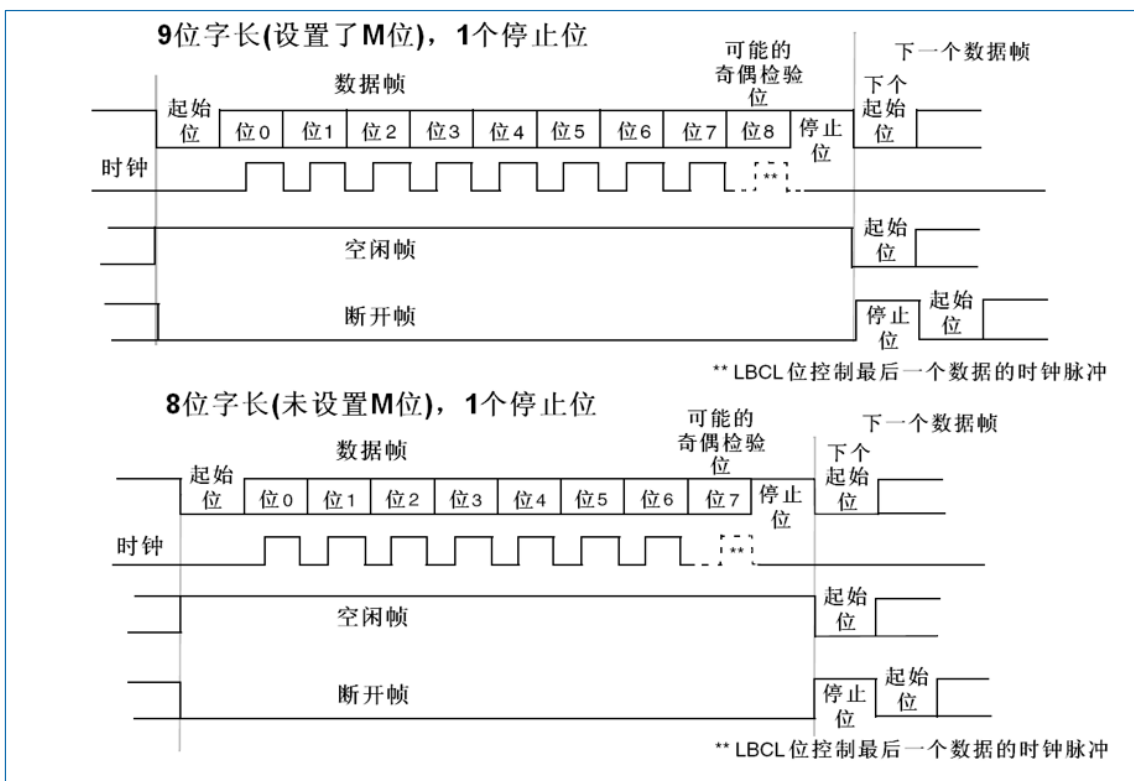 9位字长(设置了M位)，1个停止位
可能的
奇偶检验
位
下一个数据帧
数据帧
下个
起始
位
起始
位
位0
位1
位2
位3
位4
位5
位6
位7
位8
停止
位
时钟
**
空闲帧
起始
位
断开帧
停止
位
起始
位
** LBCL位控制最后一个数据的时钟脉冲
8位字长(未设置M位)，1个停止位
可能的
奇偶检验
位
下一个数据帧
数据帧
下个
起始
位
起始
位
位0
位1
位2
位3
位4
位5
位6
位7
停止
位
时钟
**
空闲帧
起始
位
断开帧
停止
位
起始
位
** LBCL位控制最后一个数据的时钟脉冲